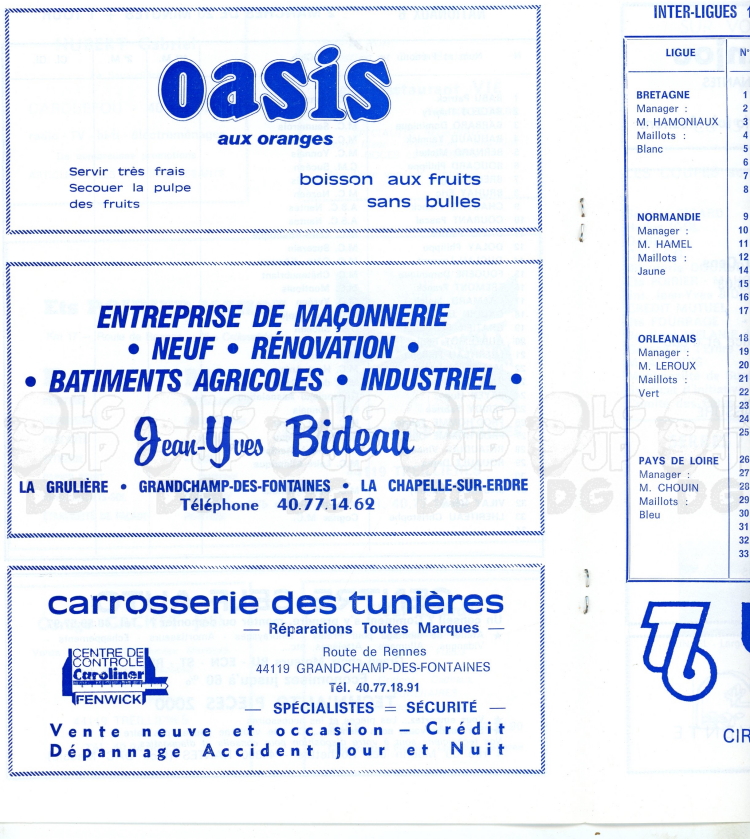 oasis
aux oranges
Servir très frais
Secouer la pulpe
des fruits
boisson aux fruits
sans bulles
ENTREPRISE DE MAÇONNERIE
• NEUF • RÉNOVATION •
• BATIMENTS AGRICOLES • INDUSTRIEL •
Jean-Yves Bideau
LA GRULIÈRE • GRANDCHAMP-DES-FONTAINES • LA CHAPELLE-SUR-ERDRE
Téléphone 40.77.14.62
carrosserie des tunières
— Réparations Toutes Marques —
CENTRE DE
CONTRÔLE
Caroliner
FENWICK
Route de Rennes
44119 GRANDCHAMP-DES-FONTAINES
Tél. 40.77.18.91
— SPÉCIALISTES = SÉCURITÉ —
Vente neuve et occasion – Crédit
Dépannage Accident Jour et Nuit
INTER-LIGUES 1
LIGUE N°
BRETAGNE 1
Manager : 2
M. HAMONIAUX 3
Maillots : 4
Blanc 5
6
7
8
NORMANDIE 9
Manager : 10
M. HAMEL 11
Maillots : 12
Jaune 14
15
16
17
ORLEANAIS 18
Manager : 19
M. LEROUX 20
Maillots : 21
Vert 22
23
24
25
PAYS DE LOIRE 26
Manager : 27
M. CHOUIN 28
Maillots : 29
Bleu 30
31
32
33
CIR
LGJP
DG